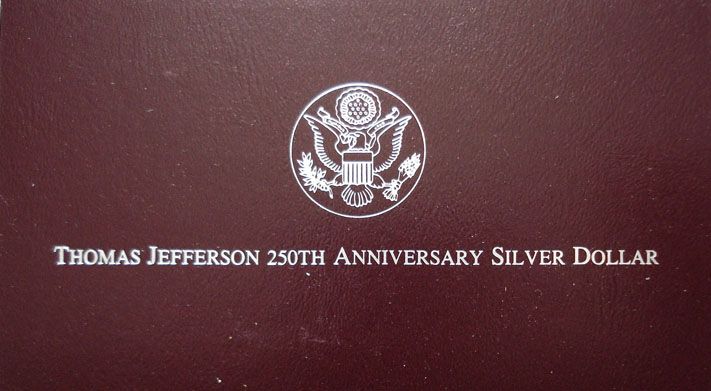 THOMAS JEFFERSON 250TH ANNIVERSARY SILVER DOLLAR